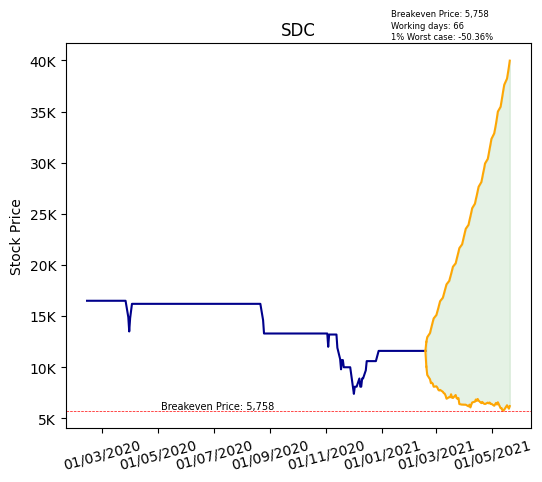 Breakeven Price: 5,758
Working days: 66
1% Worst case: -50.36%
SDC
Stock Price
40K
35K
30K
25K
20K
15K
10K
5K
Breakeven Price: 5,758
01/03/2020
01/05/2020
01/07/2020
01/09/2020
01/11/2020
01/01/2021
01/03/2021
01/05/2021